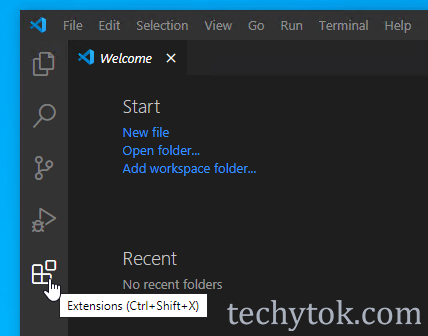 File Edit Selection View Go Run Terminal Help
Welcome
Start
New file
Open folder...
Add workspace folder...
Recent
No recent folders
Extensions (Ctrl+Shift+X)
techytok.com